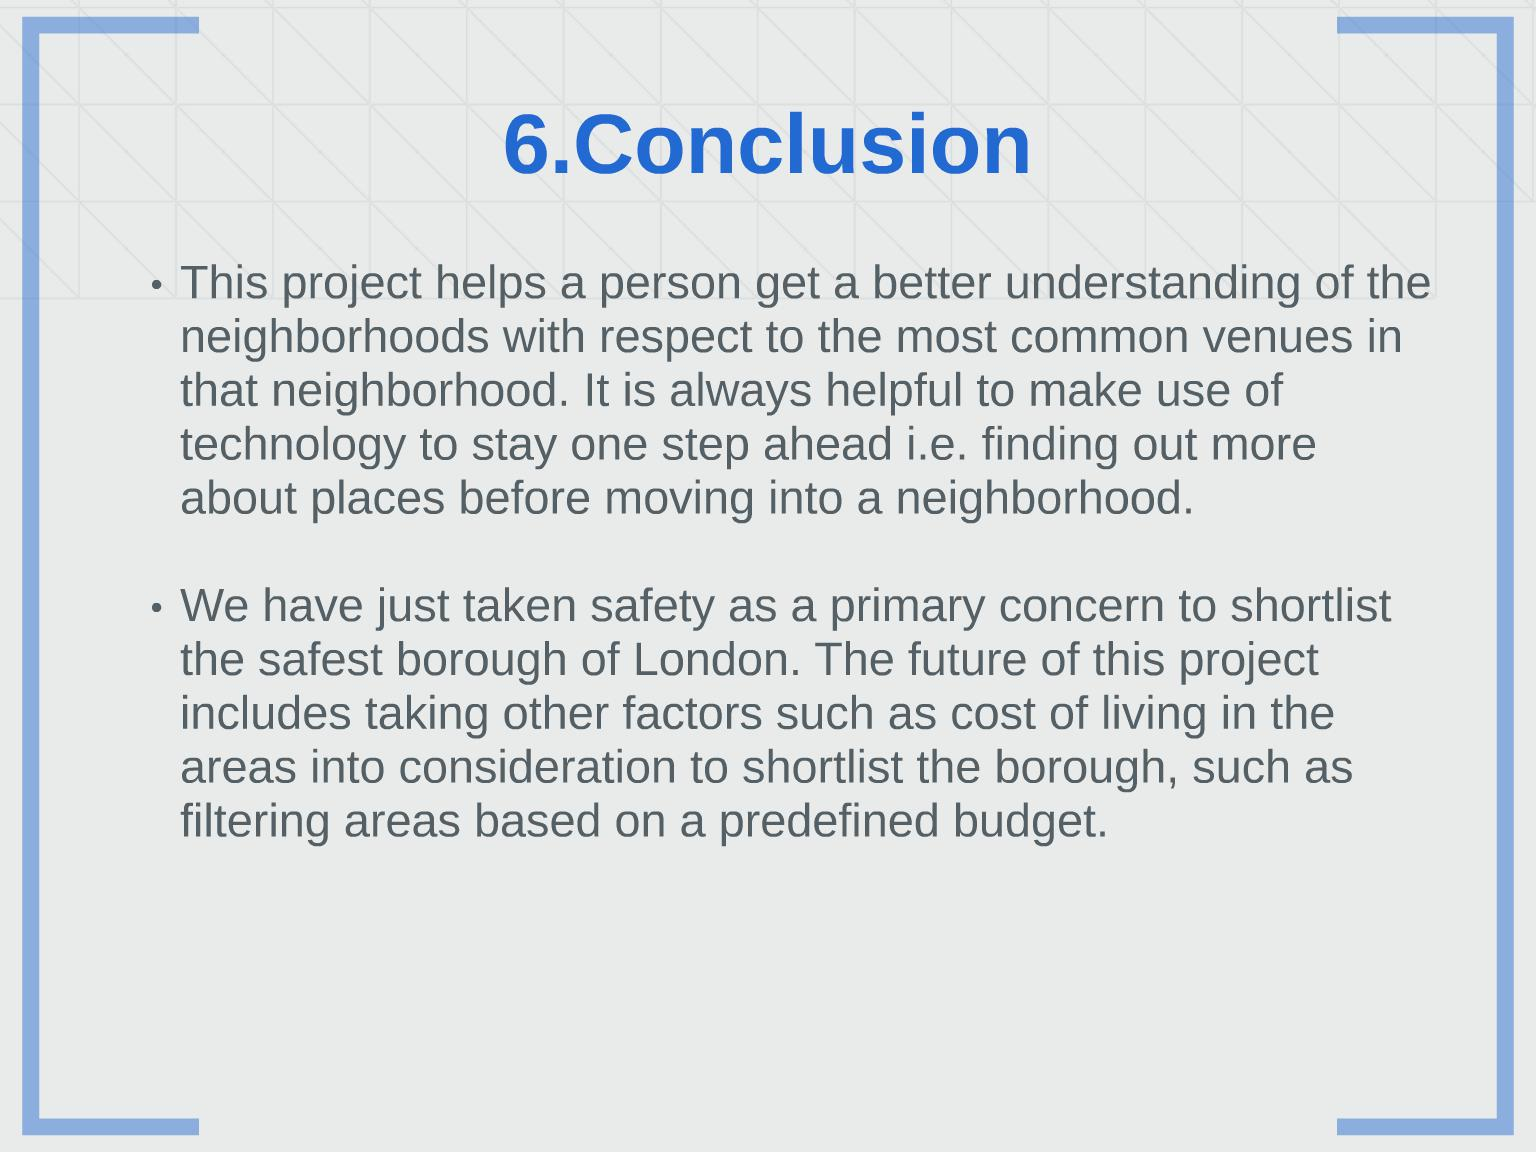 6.Conclusion
• This project helps a person get a better understanding of the
neighborhoods with respect to the most common venues in
that neighborhood. It is always helpful to make use of
technology to stay one step ahead i.e. finding out more
about places before moving into a neighborhood.
• We have just taken safety as a primary concern to shortlist
the safest borough of London. The future of this project
includes taking other factors such as cost of living in the
areas into consideration to shortlist the borough, such as
filtering areas based on a predefined budget.